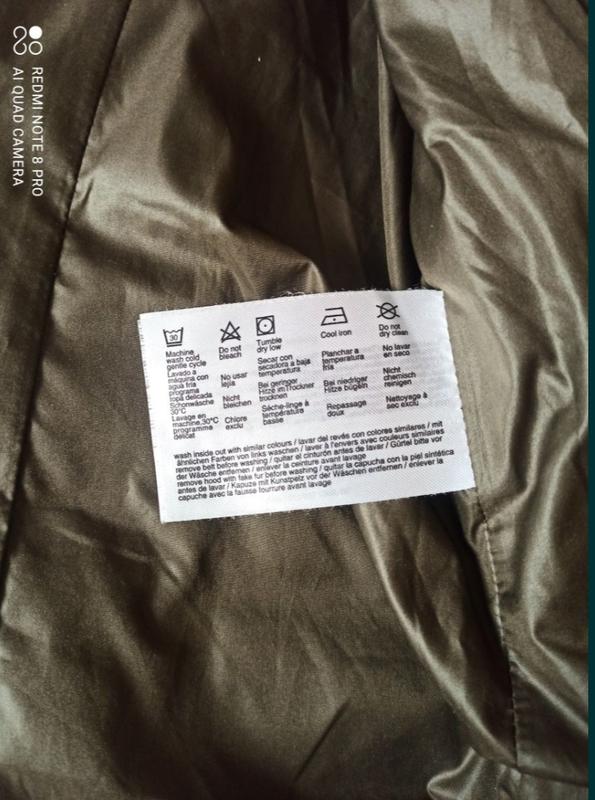 REDMI NOTE 8 PRO
AI QUAD CAMERA
30
Machine
wash cold
gentle cycle
Lavado a
máquina con
agua fría
programa
ropa delicada
Schonwäsche
30°C
Lavage en
machine,30°C
programme
délicat
Do not
bleach
No usar
lejía
Nicht
bleichen
Chlore
exclu
Tumble
dry low
Secar con
secadora a baja
temperatura
Bei geringer
Hitze imTrockner
trocknen
Sèche-linge à
température
basse
Cool iron
Planchar a
temperatura
fría
Bei niedriger
Hitze bügeln
Repassage
doux
Do not
dry clean
No lavar
en seco
Nicht
chemisch
reinigen
Nettoyage à
sec exclu
wash inside out with similar colours / lavar del revés con colores similares / mit
ähnlichen Farben von links waschen / laver à l'envers avec couleurs similaires
remove belt before washing / quitar el cinturón antes de lavar / Gürtel bitte vor
der Wäsche entfernen / enlever la ceinture avant lavage
remove hood with fake fur before washing / quitar la capucha con la piel sintética
antes de lavar / Kapuze mit Kunstpelz vor der Wäschen entfernen / enlever la
capuche avec la fausse fourrure avant lavage